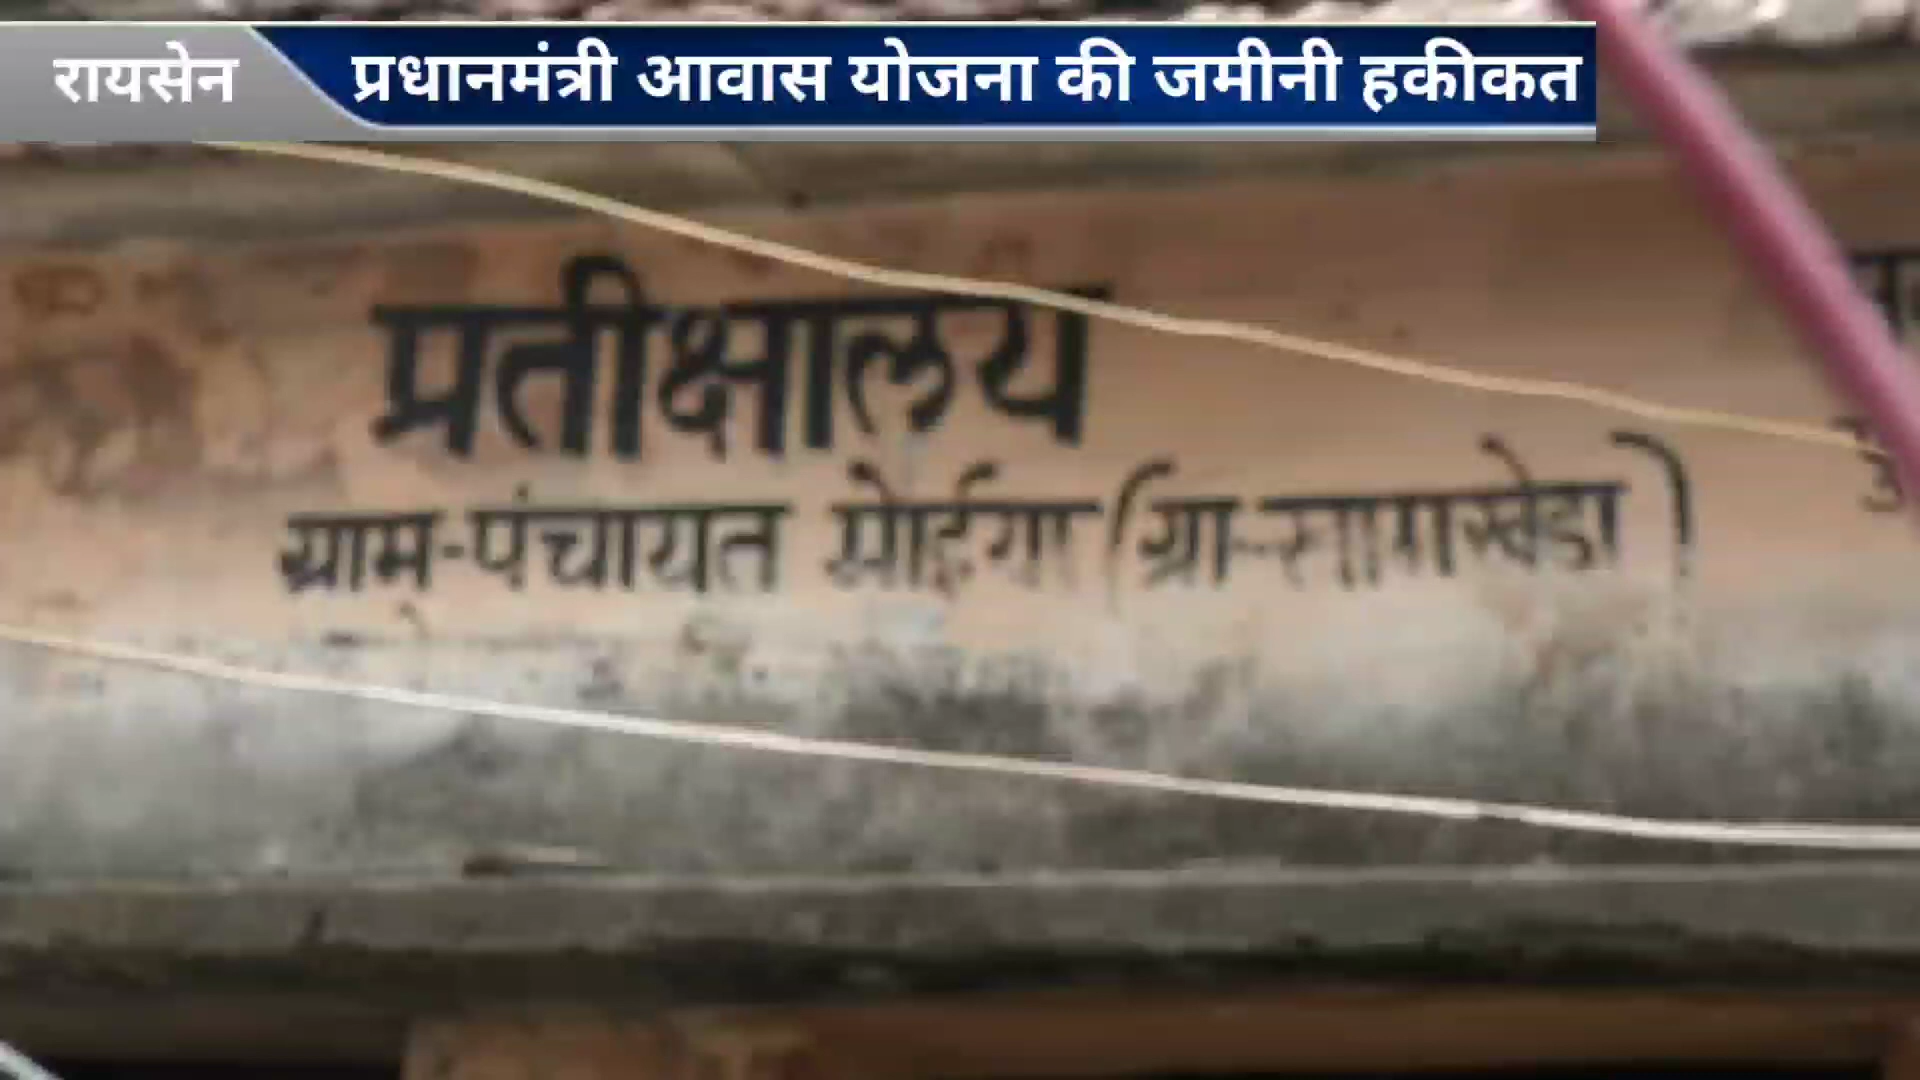 रायसेन
प्रधानमंत्री आवास योजना की जमीनी हकीकत
प्रतीक्षालय
ग्राम-पंचायत